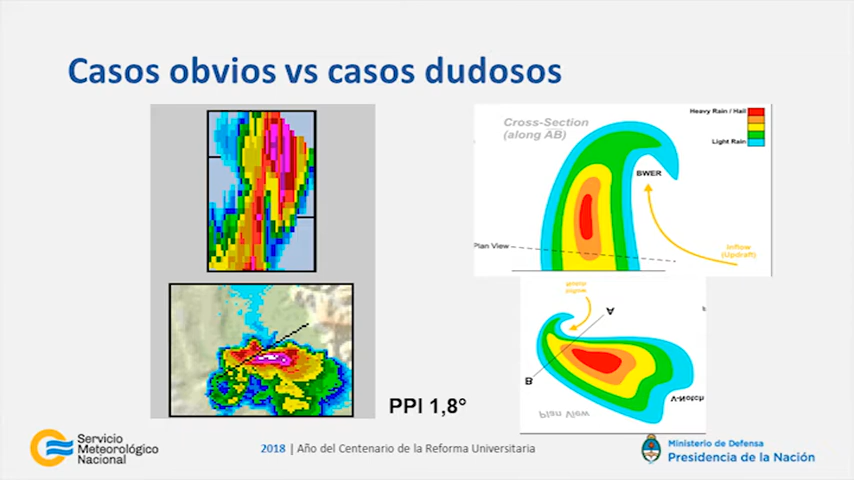 Casos obvios vs casos dudosos
Cross-Section
(along AB)
Heavy Rain / Hail
Light Rain
BWER
Plan View
Inflow
(Updraft)
A
B
V-Notch
Plan View
PPI 1,8°
Servicio
Meteorológico
Nacional
2018 | Año del Centenario de la Reforma Universitaria
Ministerio de Defensa
Presidencia de la Nación